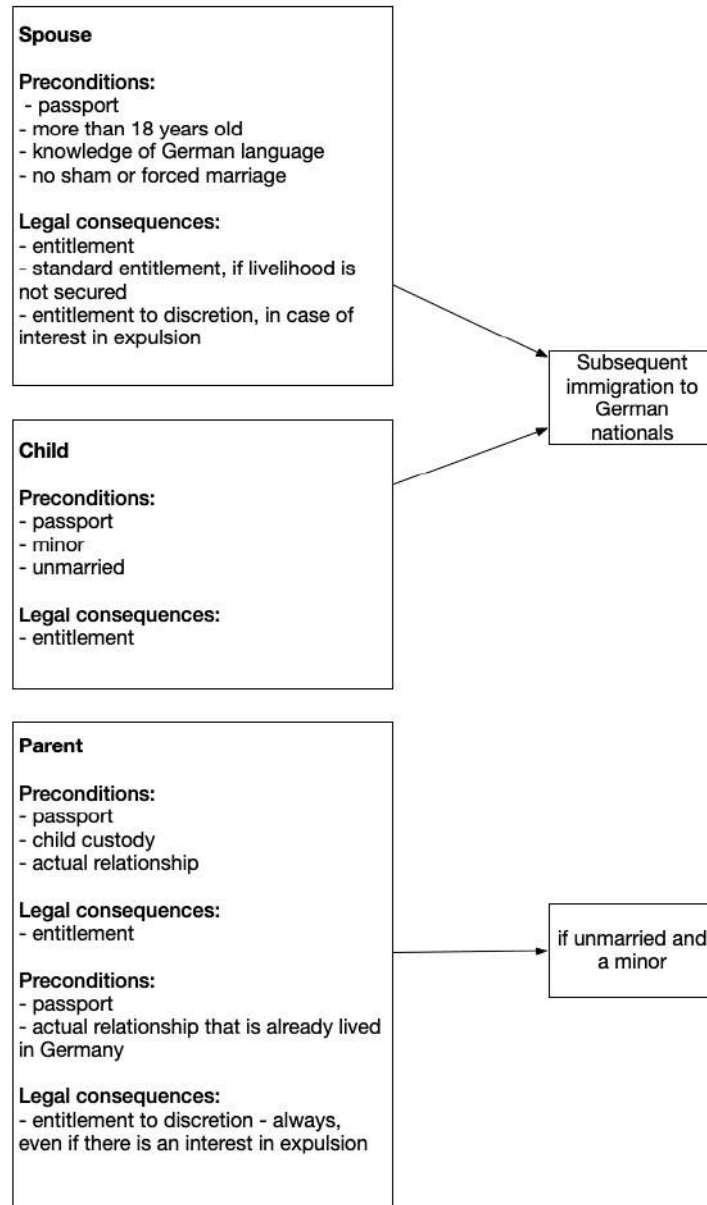 Spouse
Preconditions:
- passport
- more than 18 years old
- knowledge of German language
- no sham or forced marriage
Legal consequences:
- entitlement
- standard entitlement, if livelihood is
not secured
- entitlement to discretion, in case of
interest in expulsion
Subsequent
immigration to
German
nationals
Child
Preconditions:
- passport
- minor
- unmarried
Legal consequences:
- entitlement
Parent
Preconditions:
- passport
- child custody
- actual relationship
Legal consequences:
- entitlement
Preconditions:
- passport
- actual relationship that is already lived
in Germany
Legal consequences:
- entitlement to discretion - always,
even if there is an interest in expulsion
if unmarried and
a minor